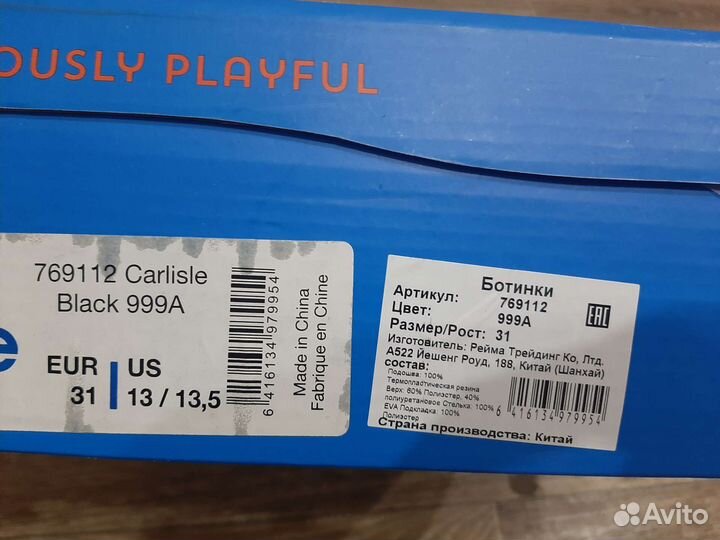 OUSLY PLAYFUL
769112 Carlisle
Black 999A
e
EUR US
31 13 / 13,5
6 416134 979954
Made in China
Fabrique en Chine
Ботинки
Артикул: 769112
Цвет: 999A
Размер/Рост: 31
Изготовитель: Рейма Трейдинг Ко, Лтд.
А522 Йешенг Роуд, 188, Китай (Шанхай)
состав:
Подошва: 100%
Термопластическая резина
Верх: 60% Полиэстер, 40%
полиуретановое Стелька: 100%
EVA Подкладка: 100%
Полиэстер
6 416134 979954
Страна производства: Китай
EAC
Avito